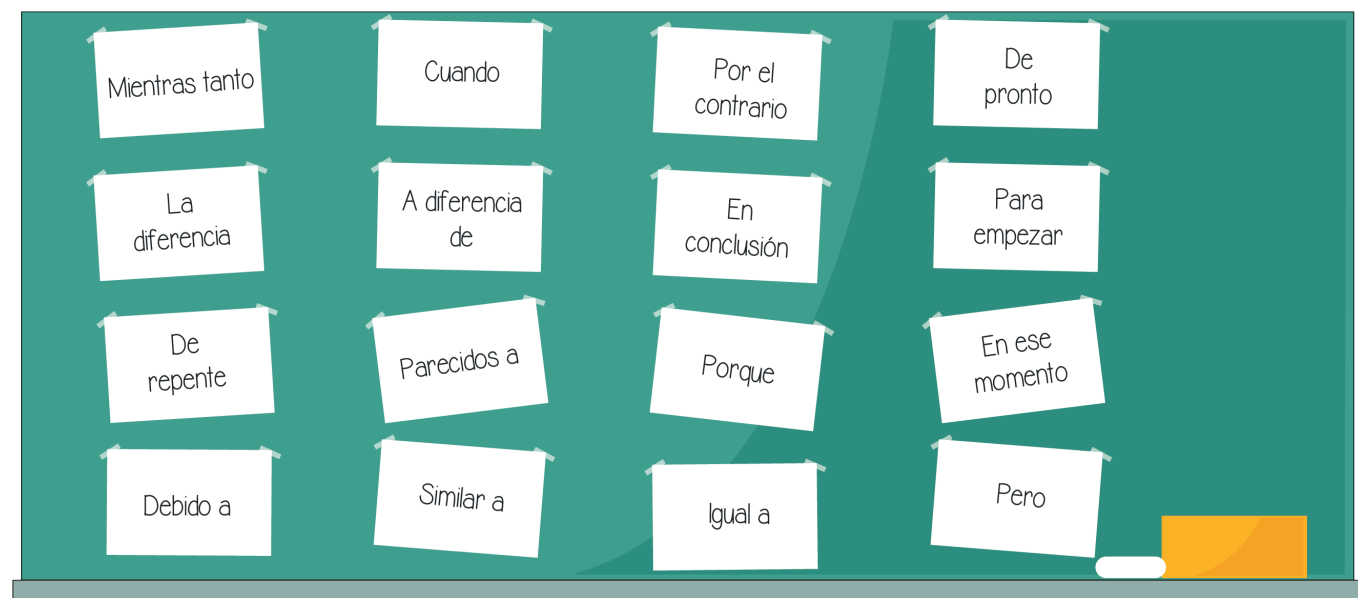 Mientras tanto
Cuando
Por el
contrario
De
pronto
La
diferencia
A diferencia
de
En
conclusión
Para
empezar
De
repente
Parecidos a
Porque
En ese
momento
Debido a
Similar a
Igual a
Pero